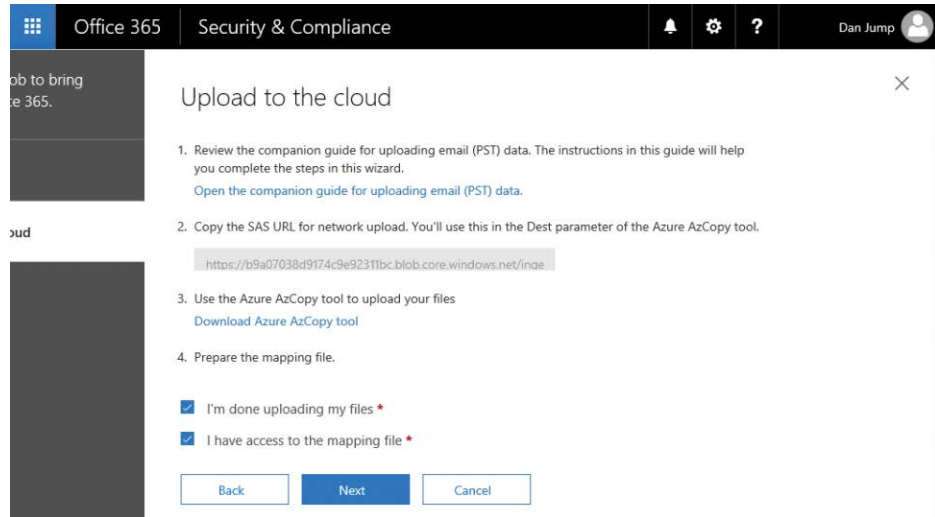 Office 365 Security & Compliance ? Dan Jump
ob to bring
ce 365.
oud
Upload to the cloud
1. Review the companion guide for uploading email (PST) data. The instructions in this guide will help
you complete the steps in this wizard.
Open the companion guide for uploading email (PST) data.
2. Copy the SAS URL for network upload. You'll use this in the Dest parameter of the Azure AzCopy tool.
https://b9a07038d9174c9e92311bc.blob.core.windows.net/inge
3. Use the Azure AzCopy tool to upload your files
Download Azure AzCopy tool
4. Prepare the mapping file.
I'm done uploading my files *
I have access to the mapping file *
Back Next Cancel